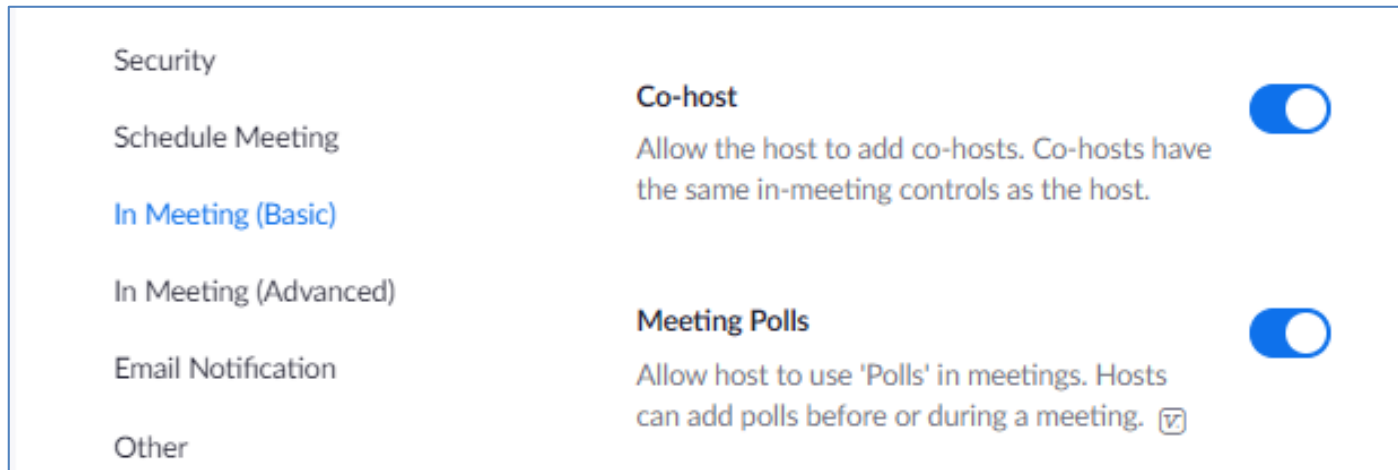 Security
Schedule Meeting
In Meeting (Basic)
In Meeting (Advanced)
Email Notification
Other
Co-host
Allow the host to add co-hosts. Co-hosts have
the same in-meeting controls as the host.
Meeting Polls
Allow host to use 'Polls' in meetings. Hosts
can add polls before or during a meeting.